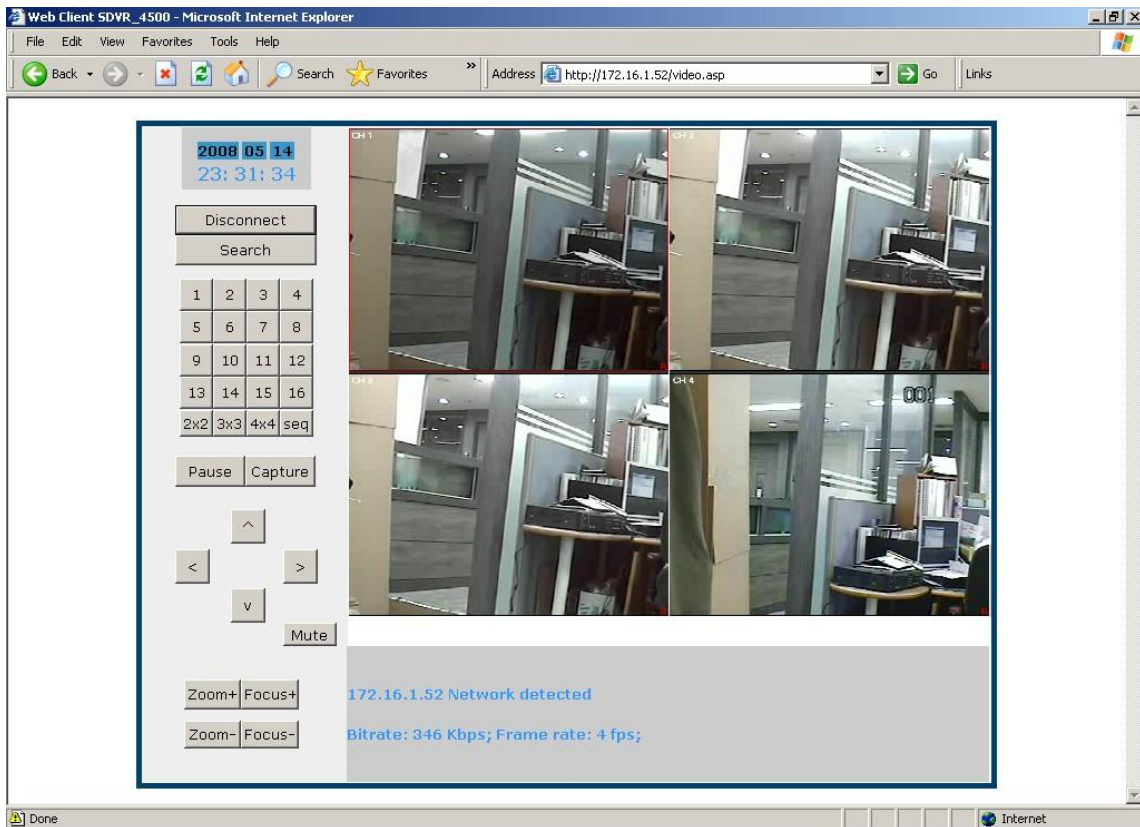 Web Client SDVR_4500 - Microsoft Internet Explorer
File Edit View Favorites Tools Help
Back Search Favorites » Address http://172.16.1.52/video.asp Go Links
2008 05 14
23: 31: 34
Disconnect
Search
1 2 3 4
5 6 7 8
9 10 11 12
13 14 15 16
2x2 3x3 4x4 seq
Pause Capture
^
< >
v
Mute
Zoom+ Focus+
Zoom- Focus-
CH 1
CH 2
CH 4
001
R
R
R
R
172.16.1.52 Network detected
Bitrate: 346 Kbps; Frame rate: 4 fps;
Done Internet